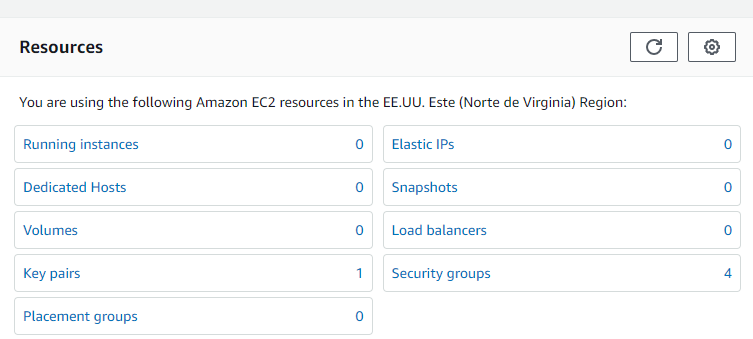 Resources
You are using the following Amazon EC2 resources in the EE.UU. Este (Norte de Virginia) Region:
Running instances 0
Elastic IPs 0
Dedicated Hosts 0
Snapshots 0
Volumes 0
Load balancers 0
Key pairs 1
Security groups 4
Placement groups 0